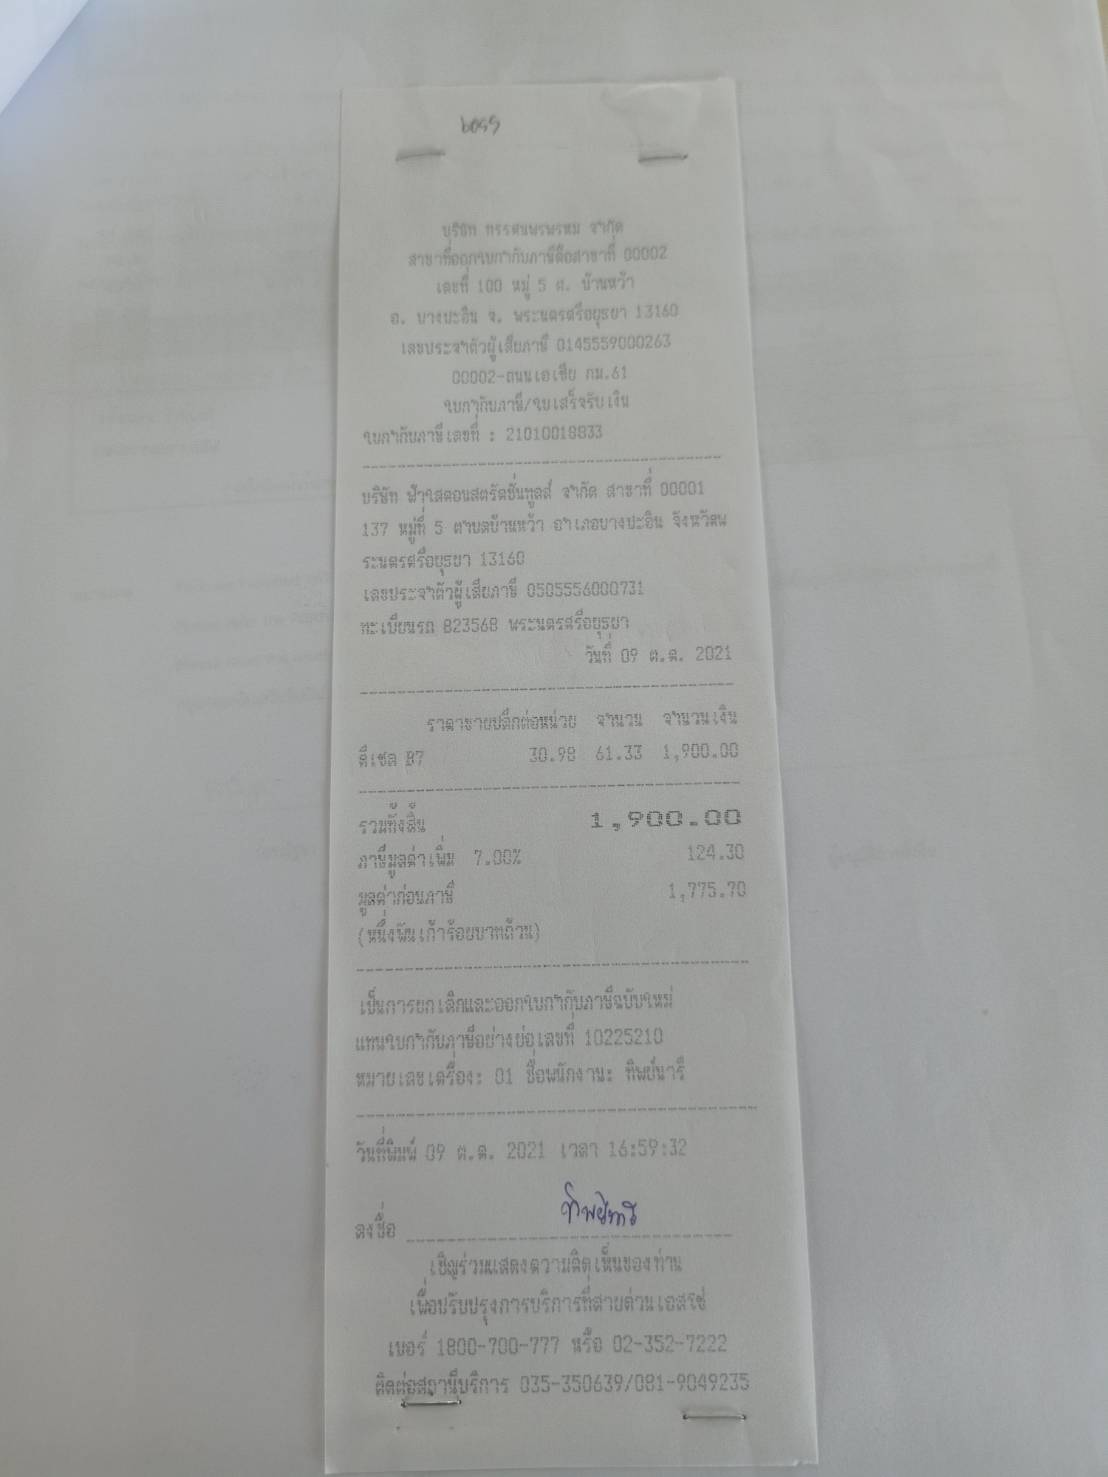 boss
บริษัท ทรรศนพรพรหม จำกัด
สาขาที่ออกใบกำกับภาษีคือสาขาที่ 00002
เลขที่ 100 หมู่ 5 ต. บ้านหว้า
อ. บางปะอิน จ. พระนครศรีอยุธยา 13160
เลขประจำตัวผู้เสียภาษี 0145559000263
00002-ถนนเอเซีย กม.61
ใบกำกับภาษี/ใบเสร็จรับเงิน
ใบกำกับภาษีเลขที่ : 21010018833
บริษัท ฟ้าใสคอนสตรัคชั่นทูลส์ จำกัด สาขาที่ 00001
137 หมู่ที่ 5 ตำบลบ้านหว้า อำเภอบางปะอิน จังหวัดพ
ระนครศรีอยุธยา 13160
เลขประจำตัวผู้เสียภาษี 0505556000731
ทะเบียนรถ 823568 พระนครศรีอยุธยา
วันที่ 09 ต.ค. 2021
ราคาขายปลีกต่อหน่วย จำนวน จำนวนเงิน
ดีเซล B7 30.98 61.33 1,900.00
รวมทั้งสิ้น 1,900.00
ภาษีมูลค่าเพิ่ม 7.00% 124.30
มูลค่าก่อนภาษี 1,775.70
(หนึ่งพันเก้าร้อยบาทถ้วน)
เป็นการยกเลิกและออกใบกำกับภาษีฉบับใหม่
แทนใบกำกับภาษีอย่างย่อเลขที่ 10225210
หมายเลขเครื่อง: 01 ชื่อพนักงาน: ทิพย์นารี
วันที่พิมพ์ 09 ต.ค. 2021 เวลา 16:59:32
ลงชื่อ ทิพย์นารี
เชิญร่วมแสดงความคิดเห็นของท่าน
เพื่อปรับปรุงการบริการที่สายด่วนเอสโซ่
เบอร์ 1800-700-777 หรือ 02-352-7222
ติดต่อสถานีบริการ 035-350639/081-9049235